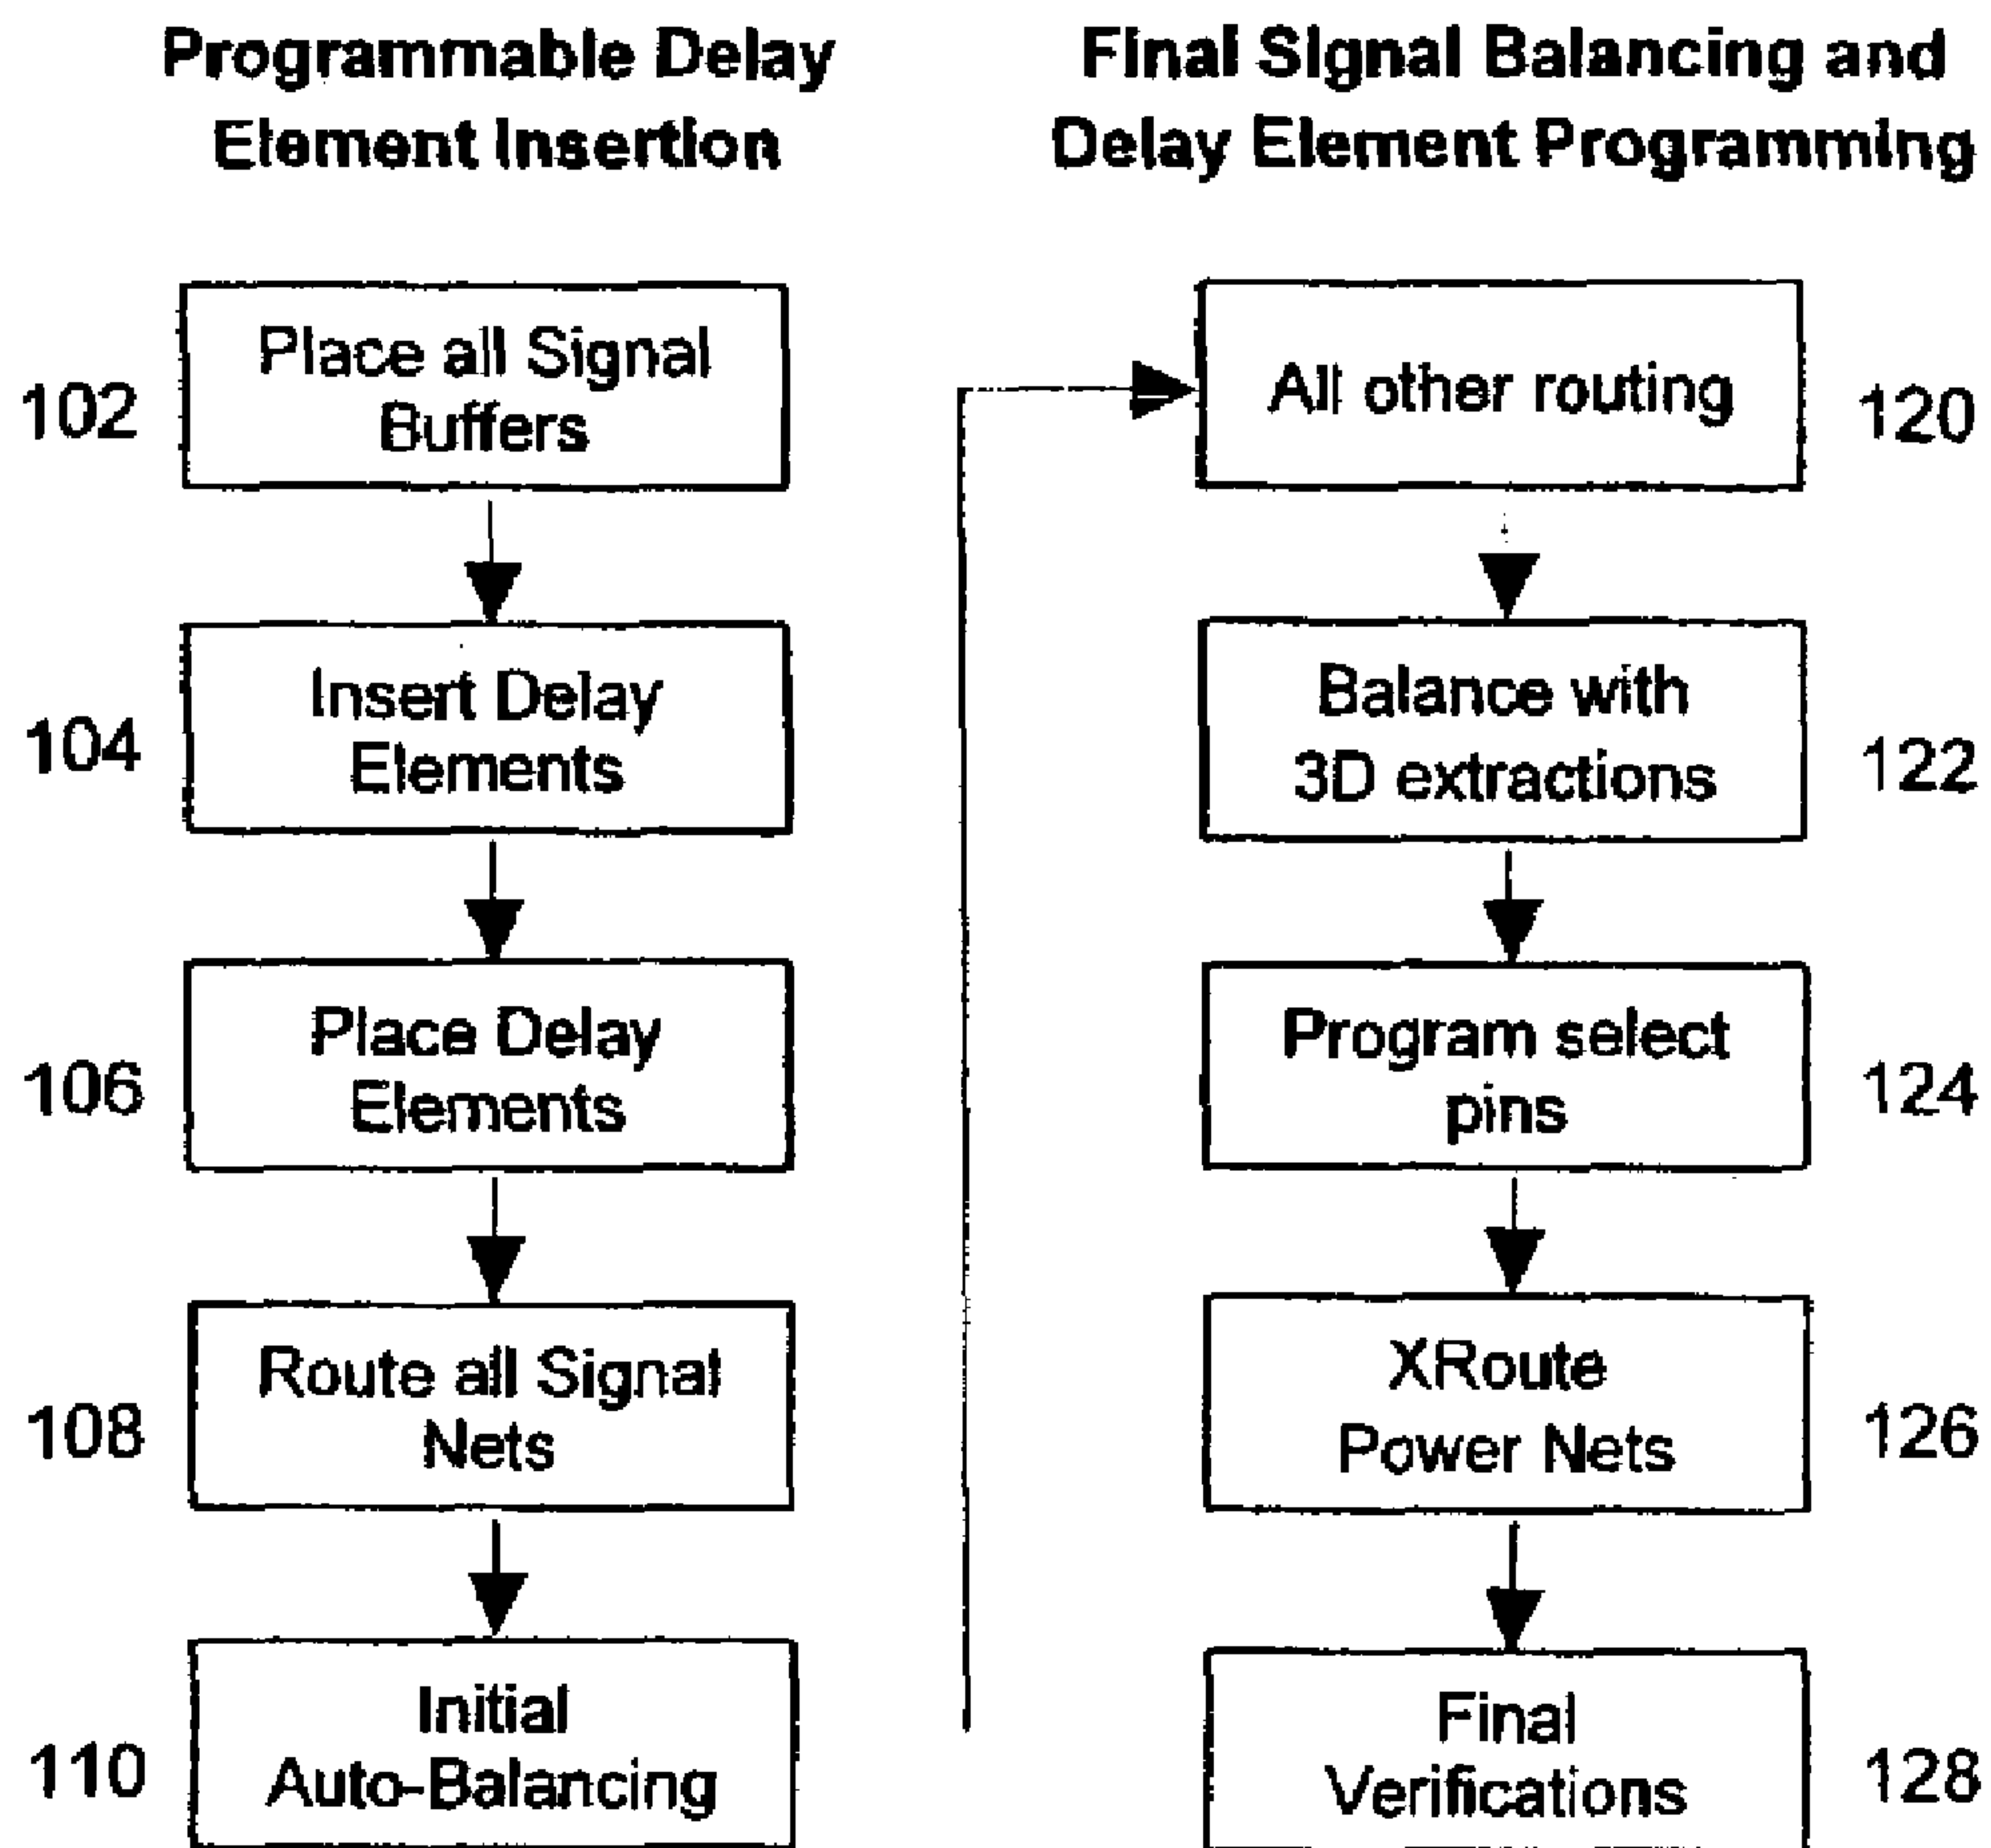 Programmable Delay
Element Insertion
102
Place all Signal
Buffers
104
Insert Delay
Elements
106
Place Delay
Elements
108
Route all Signal
Nets
110
Initial
Auto-Balancing
Final Signal Balancing and
Delay Element Programming
All other routing
120
Balance with
3D extractions
122
Program select
pins
124
XRoute
Power Nets
126
Final
Verifications
128